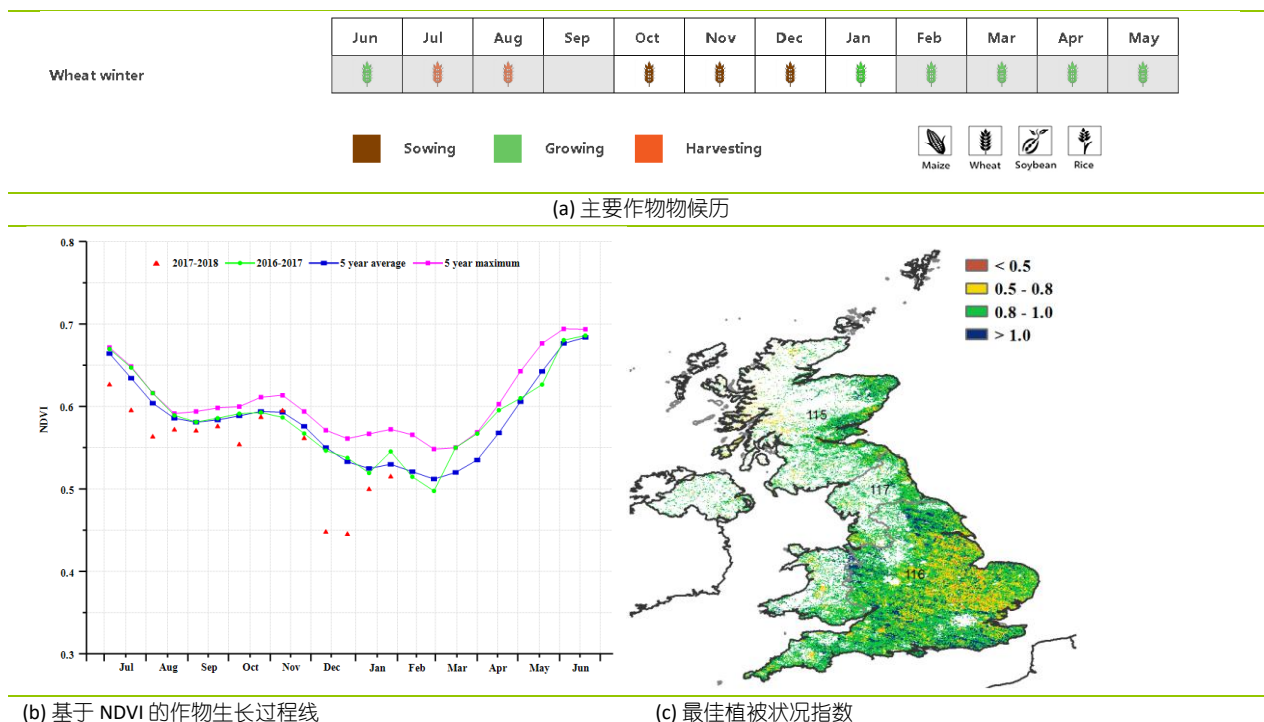 Jun Jul Aug Sep Oct Nov Dec Jan Feb Mar Apr May
Wheat winter
Sowing Growing Harvesting
Maize Wheat Soybean Rice
(a) 主要作物物候历
0.8
0.7
0.6
0.5
0.4
0.3
NDVI
2017-2018 2016-2017 5 year average 5 year maximum
Jul Aug Sep Oct Nov Dec Jan Feb Mar Apr May Jun
< 0.5
0.5 - 0.8
0.8 - 1.0
> 1.0
115
117
116
(b) 基于 NDVI 的作物生长过程线
(c) 最佳植被状况指数